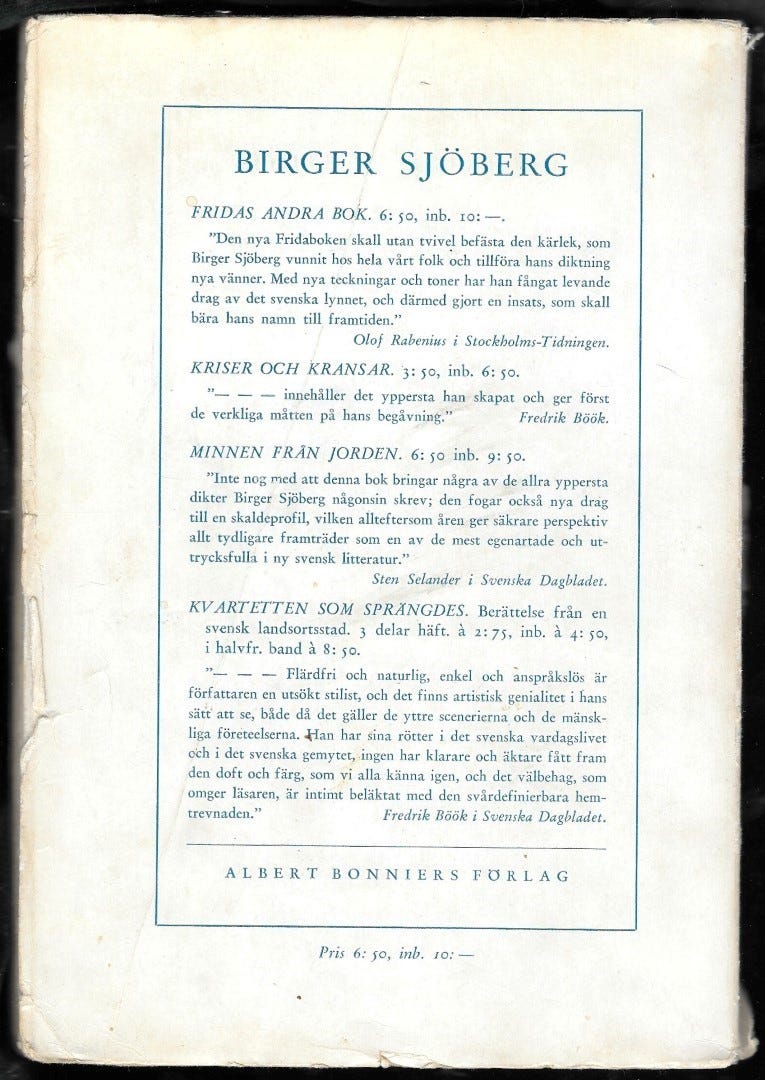 BIRGER SJÖBERG
FRIDAS ANDRA BOK. 6: 50, inb. 10: —.
”Den nya Fridaboken skall utan tvivel befästa den kärlek, som
Birger Sjöberg vunnit hos hela vårt folk och tillföra hans diktning
nya vänner. Med nya teckningar och toner har han fångat levande
drag av det svenska lynnet, och därmed gjort en insats, som skall
bära hans namn till framtiden.”
Olof Rabenius i Stockholms-Tidningen.
KRISER OCH KRANSAR. 3: 50, inb. 6: 50.
”— — — innehåller det yppersta han skapat och ger först
de verkliga måtten på hans begåvning.” Fredrik Böök.
MINNEN FRÅN JORDEN. 6: 50 inb. 9: 50.
”Inte nog med att denna bok bringar några av de allra yppersta
dikter Birger Sjöberg någonsin skrev; den fogar också nya drag
till en skaldeprofil, vilken allteftersom åren ger säkrare perspektiv
allt tydligare framträder som en av de mest egenartade och ut-
trycksfulla i ny svensk litteratur.”
Sten Selander i Svenska Dagbladet.
KVARTETTEN SOM SPRÄNGDES. Berättelse från en
svensk landsortsstad. 3 delar häft. à 2: 75, inb. à 4: 50,
i halvfr. band à 8: 50.
”— — — Flärdfri och naturlig, enkel och anspråkslös är
författaren en utsökt stilist, och det finns artistisk genialitet i hans
sätt att se, både då det gäller de yttre scenerierna och de mänsk-
liga företeelserna. Han har sina rötter i det svenska vardagslivet
och i det svenska gemytet, ingen har klarare och äktare fått fram
den doft och färg, som vi alla känna igen, och det välbehag, som
omger läsaren, är intimt beläktat med den svårdefinierbara hem-
trevnaden.” Fredrik Böök i Svenska Dagbladet.
ALBERT BONNIERS FÖRLAG
Pris 6: 50, inb. 10: —